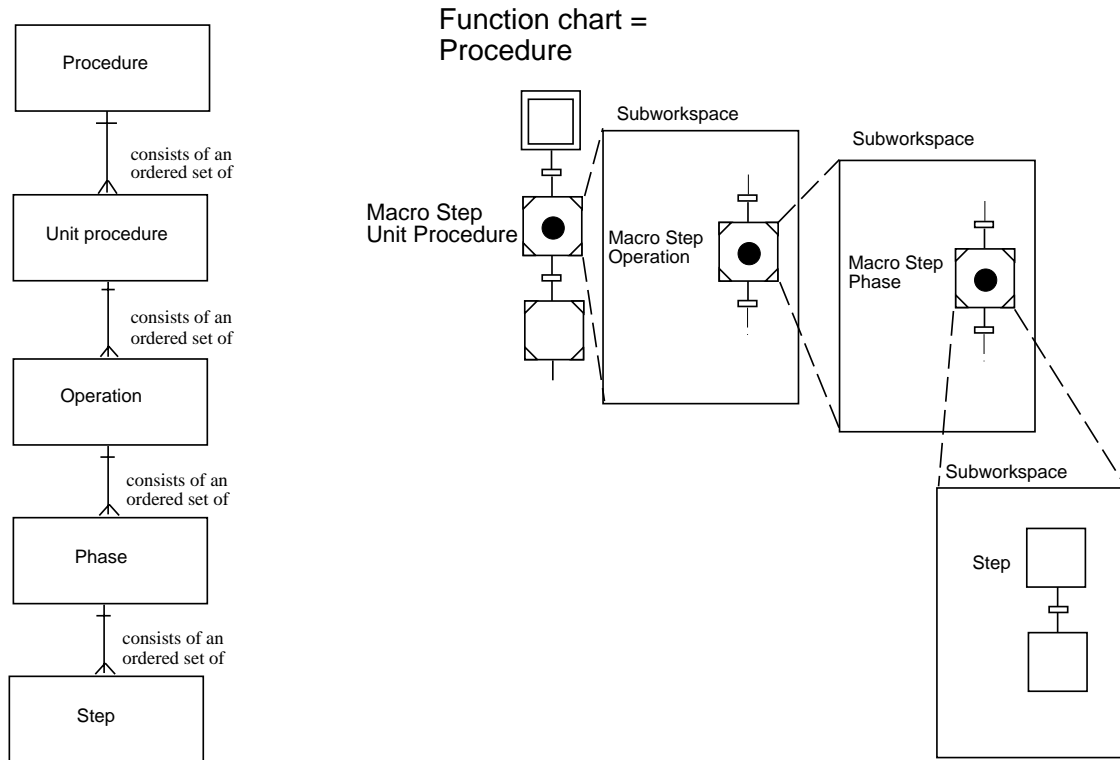 Procedure
consists of an
ordered set of
Unit procedure
consists of an
ordered set of
Operation
consists of an
ordered set of
Phase
consists of an
ordered set of
Step
Function chart =
Procedure
Subworkspace
Macro Step
Unit Procedure
Macro Step
Operation
Subworkspace
Macro Step
Phase
Subworkspace
Step